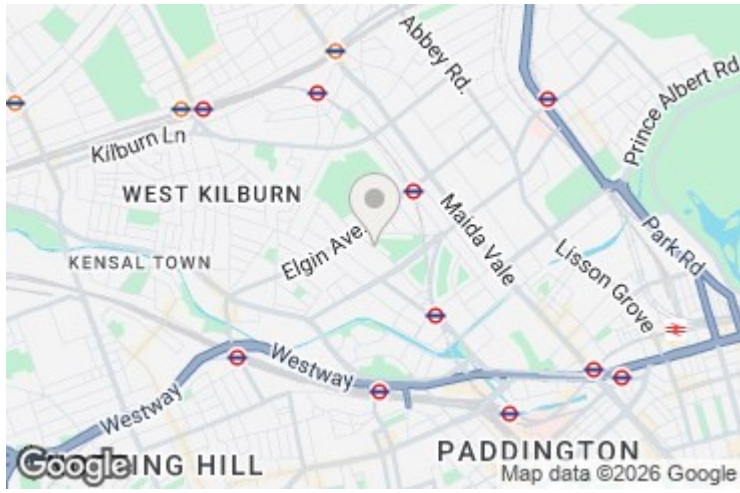 Abbey Rd.
Prince Albert Rd
Kilburn Ln
WEST KILBURN
Maida Vale
Elgin Ave.
Park Rd
KENSAL TOWN
Lisson Grove
Westway
Westway
PADDINGTON
Google
ING HILL
Map data ©2026 Google